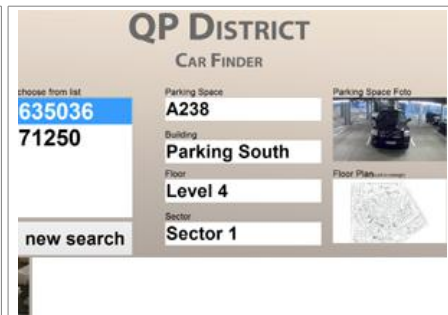 QP DISTRICT
CAR FINDER
choose from list
635036
71250
new search
Parking Space
A238
Building
Parking South
Floor
Level 4
Sector
Sector 1
Parking Space Foto
Floor Plan